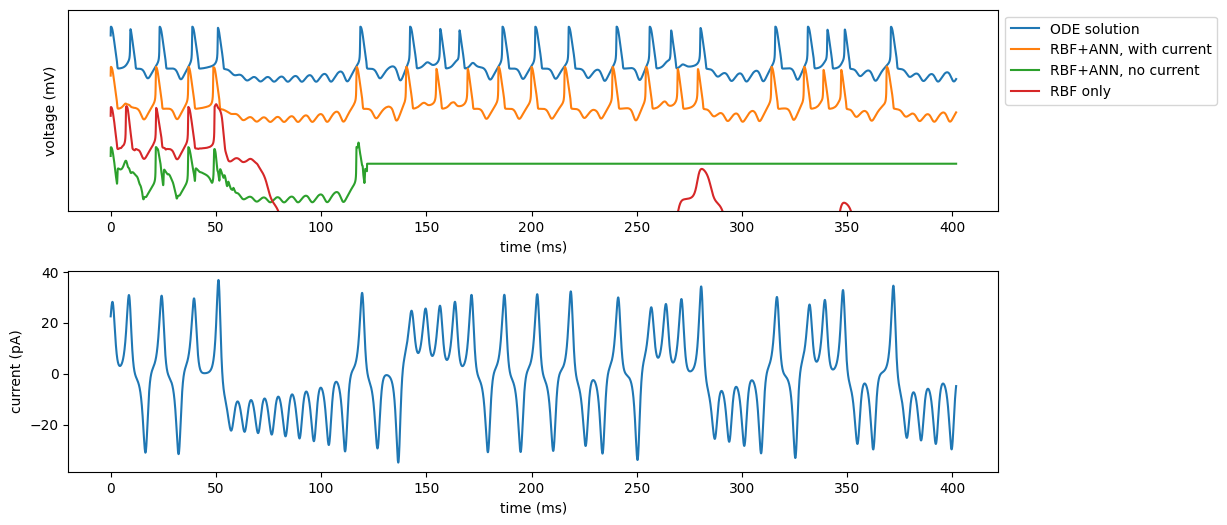 voltage (mV)
0 50 100 150 200 250 300 350 400
time (ms)
ODE solution
RBF+ANN, with current
RBF+ANN, no current
RBF only
current (pA)
40
20
0
−20
0 50 100 150 200 250 300 350 400
time (ms)